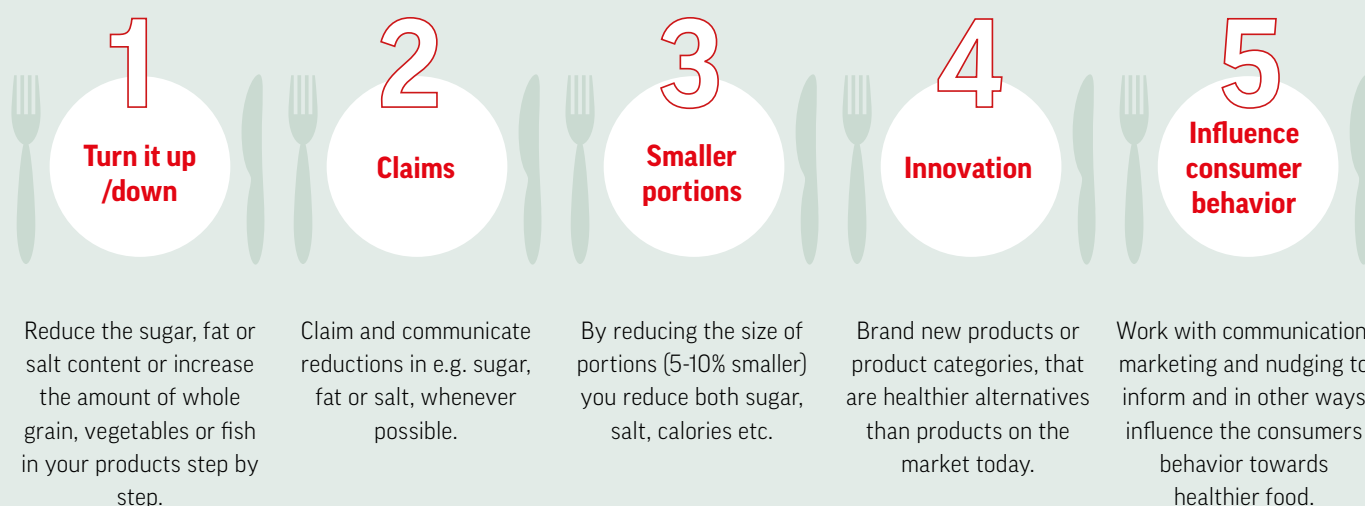 1
Turn it up
/down
Reduce the sugar, fat or
salt content or increase
the amount of whole
grain, vegetables or fish
in your products step by
step.
2
Claims
Claim and communicate
reductions in e.g. sugar,
fat or salt, whenever
possible.
3
Smaller
portions
By reducing the size of
portions (5-10% smaller)
you reduce both sugar,
salt, calories etc.
4
Innovation
Brand new products or
product categories, that
are healthier alternatives
than products on the
market today.
5
Influence
consumer
behavior
Work with communication
marketing and nudging to
inform and in other ways
influence the consumers
behavior towards
healthier food.